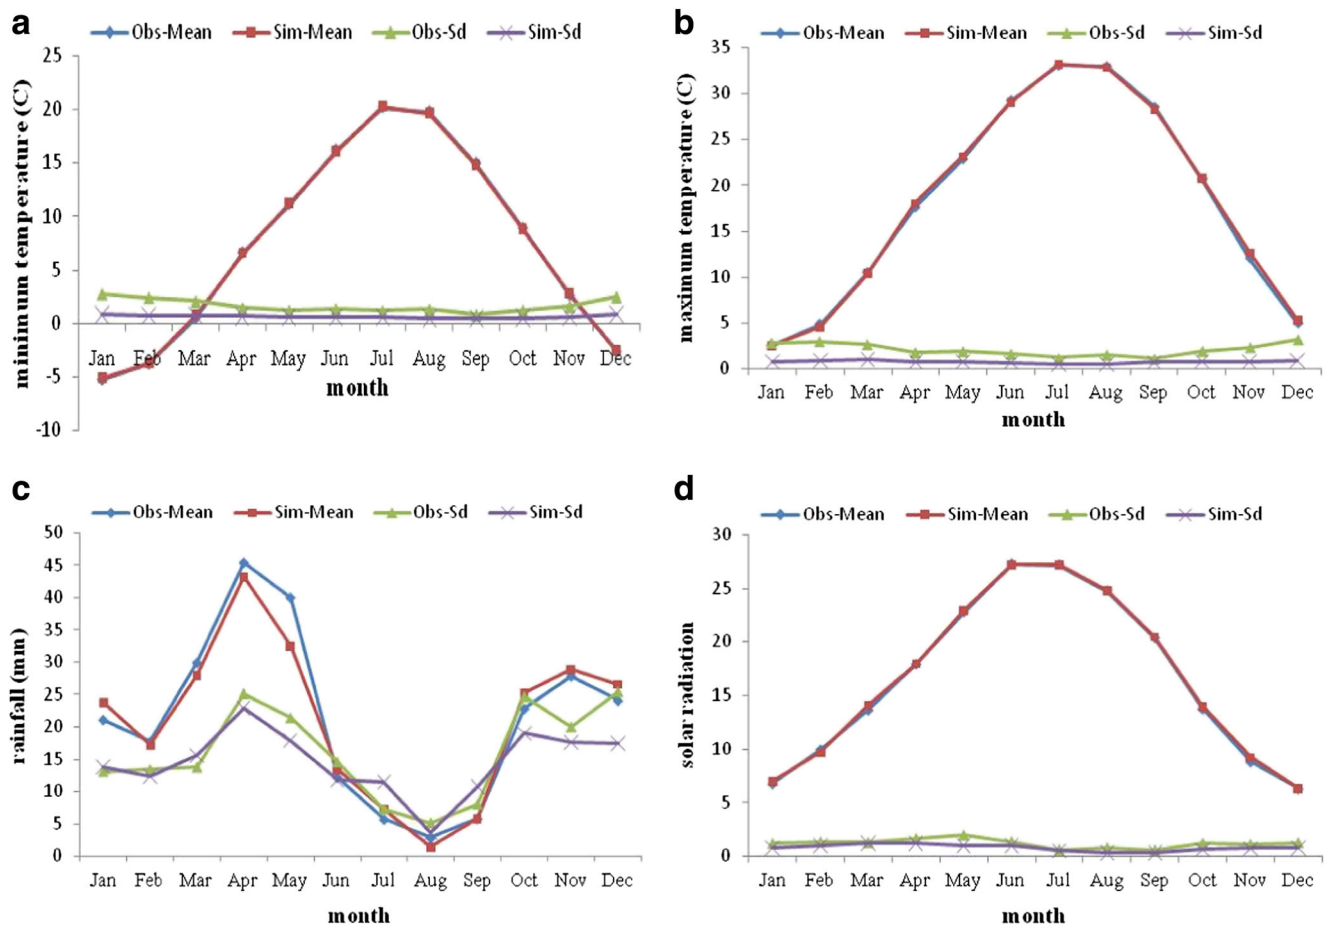 a
Obs-Mean Sim-Mean Obs-Sd Sim-Sd
25
20
15
10
5
0
-5
-10
minimum temperature (C)
Jan Feb Mar Apr May Jun Jul Aug Sep Oct Nov Dec
month
b
Obs-Mean Sim-Mean Obs-Sd Sim-Sd
35
30
25
20
15
10
5
0
maximum temperature (C)
Jan Feb Mar Apr May Jun Jul Aug Sep Oct Nov Dec
month
c
Obs-Mean Sim-Mean Obs-Sd Sim-Sd
50
45
40
35
30
25
20
15
10
5
0
rainfall (mm)
Jan Feb Mar Apr May Jun Jul Aug Sep Oct Nov Dec
month
d
Obs-Mean Sim-Mean Obs-Sd Sim-Sd
30
25
20
15
10
5
0
solar radiation
Jan Feb Mar Apr May Jun Jul Aug Sep Oct Nov Dec
month